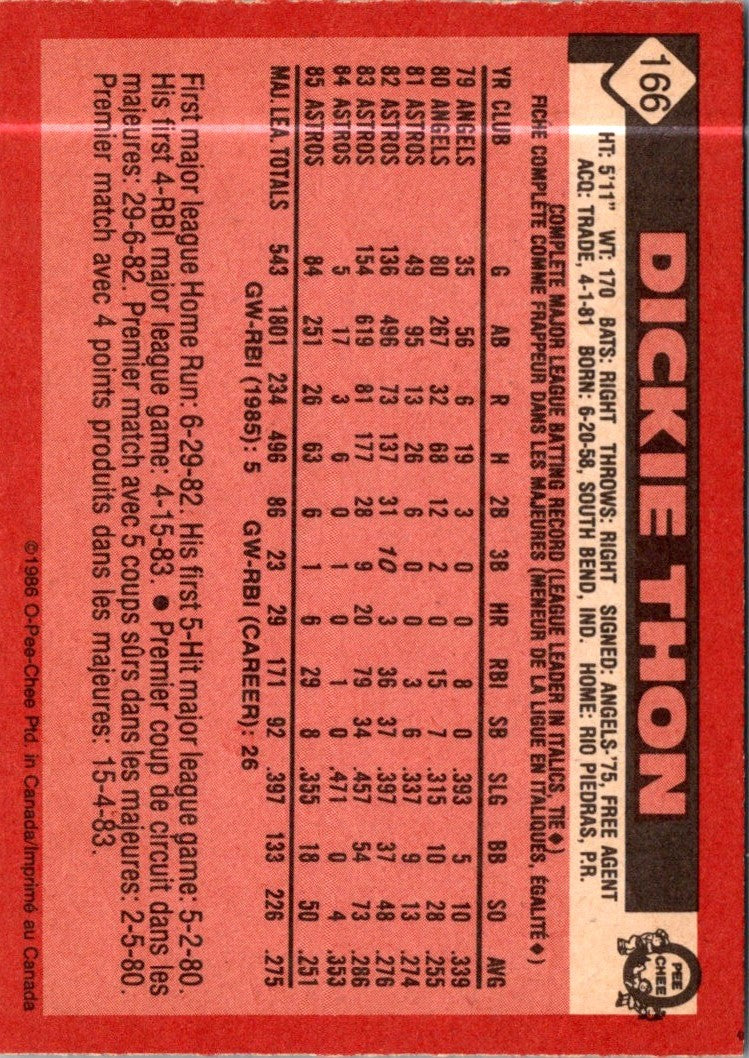 166
DICKIE THON
O
PEE
CHEE
HT: 5'11" WT: 170 BATS: RIGHT THROWS: RIGHT SIGNED: ANGELS-'75, FREE AGENT
ACQ: TRADE, 4-1-81 BORN: 6-20-58, SOUTH BEND, IND. HOME: RIO PIEDRAS, P.R.
COMPLETE MAJOR LEAGUE BATTING RECORD (LEAGUE LEADER IN ITALICS, TIE ♦)
FICHE COMPLÈTE COMME FRAPPEUR DANS LES MAJEURES (MENEUR DE LA LIGUE EN ITALIQUES, ÉGALITÉ ♦)
YR CLUB G AB R H 2B 3B HR RBI SB SLG BB SO AVG
79 ANGELS 35 56 6 19 3 0 0 8 0 .393 5 10 .339
80 ANGELS 80 267 32 68 12 2 0 15 7 .315 10 28 .255
81 ASTROS 49 95 13 26 6 0 0 3 6 .337 9 13 .274
82 ASTROS 136 496 73 137 31 10 3 36 37 .397 37 48 .276
83 ASTROS 154 619 81 177 28 9 20 79 34 .457 54 73 .286
84 ASTROS 5 17 3 6 0 1 0 1 0 .471 0 4 .353
85 ASTROS 84 251 26 63 6 1 6 29 8 .355 18 50 .251
MAJ. LEA. TOTALS 543 1801 234 496 86 23 29 171 92 .397 133 226 .275
GW-RBI (1985): 5 GW-RBI (CAREER): 26
First major league Home Run: 6-29-82. His first 5-Hit major league game: 5-2-80.
His first 4-RBI major league game: 4-15-83. ● Premier coup de circuit dans les
majeures: 29-6-82. Premier match avec 5 coups sûrs dans les majeures: 2-5-80.
Premier match avec 4 points produits dans les majeures: 15-4-83.
©1986 O-Pee-Chee Ptd. in Canada/Imprimé au Canada